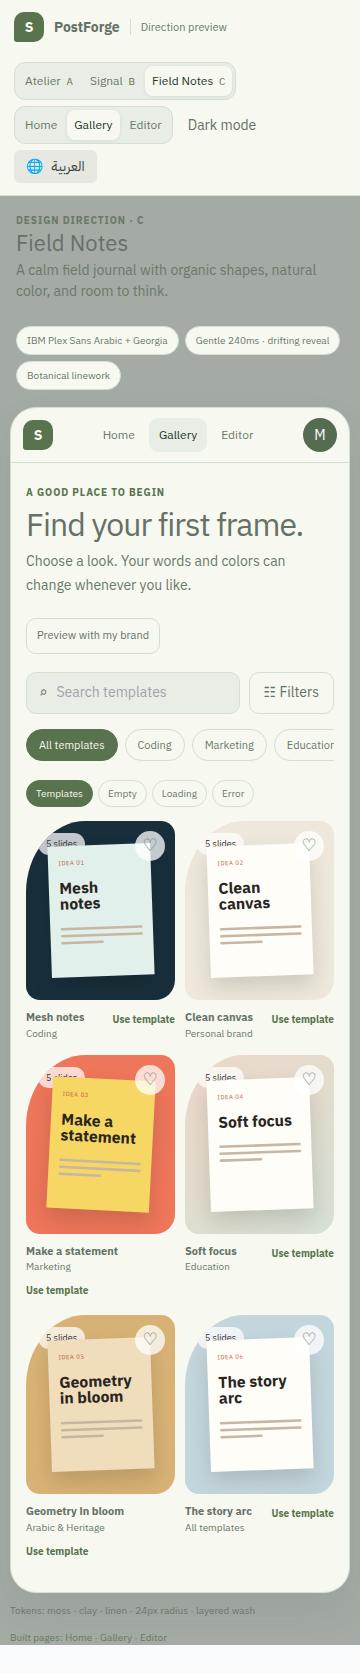 S PostForge Direction preview
Atelier A Signal B Field Notes C
Home Gallery Editor Dark mode
العربية
DESIGN DIRECTION · C
Field Notes
A calm field journal with organic shapes, natural
color, and room to think.
IBM Plex Sans Arabic + Georgia Gentle 240ms · drifting reveal
Botanical linework
S Home Gallery Editor M
A GOOD PLACE TO BEGIN
Find your first frame.
Choose a look. Your words and colors can
change whenever you like.
Preview with my brand
Search templates Filters
All templates Coding Marketing Education
Templates Empty Loading Error
5 slides 5 slides
IDEA 01 IDEA 02
Mesh Clean
notes canvas
Mesh notes Use template Clean canvas Use template
Coding Personal brand
5 slides 5 slides
IDEA 03 IDEA 04
Make a Soft focus
statement
Make a statement Soft focus Use template
Marketing Education
Use template
5 slides 5 slides
IDEA 05 IDEA 06
Geometry The story
in bloom arc
Geometry In bloom The story arc Use template
Arabic & Heritage All templates
Use template
Tokens: moss · clay · linen · 24px radius · layered wash
Built pages: Home · Gallery · Editor